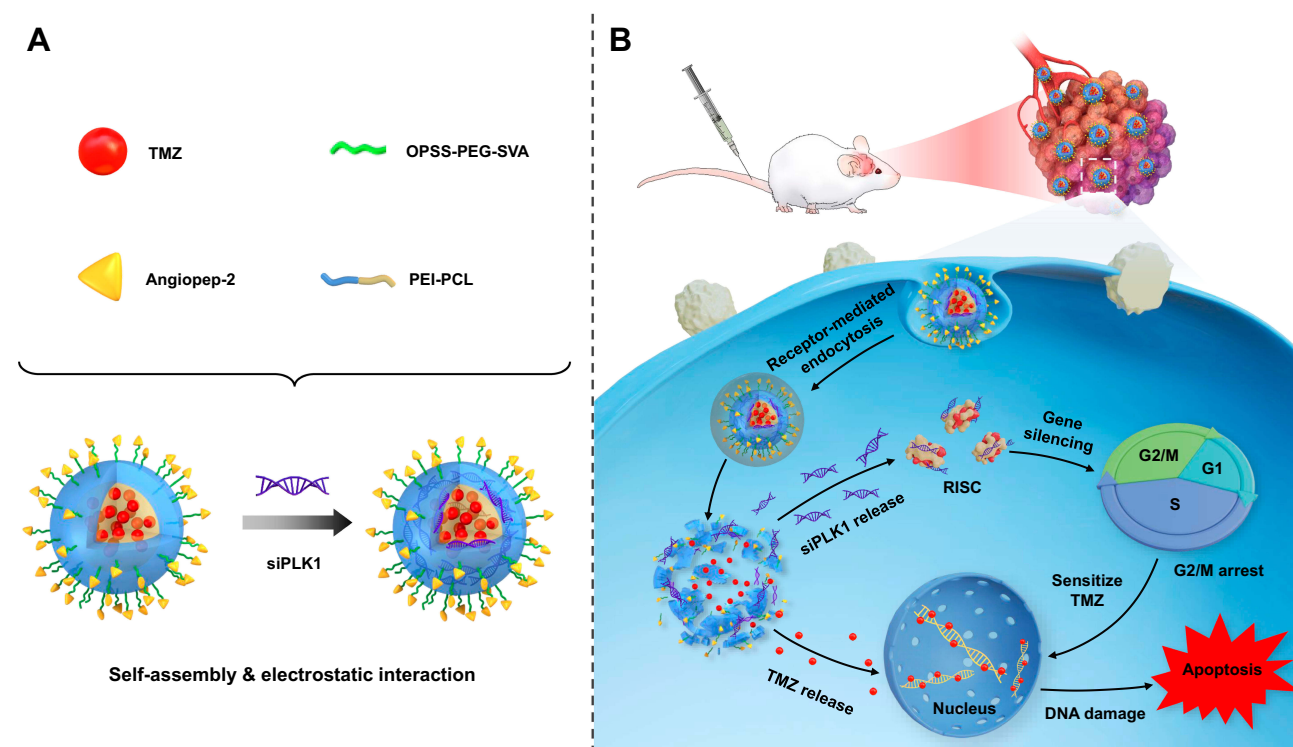 A
TMZ
OPSS-PEG-SVA
Angiopep-2
PEI-PCL
siPLK1
Self-assembly & electrostatic interaction
B
Receptor-mediated
endocytosis
siPLK1 release
RISC
Gene
silencing
G2/M
G1
S
G2/M arrest
Sensitize
TMZ
TMZ release
Nucleus
DNA damage
Apoptosis